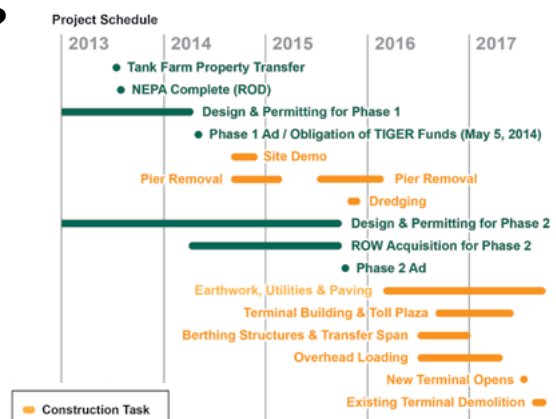 Project Schedule
2013 2014 2015 2016 2017
Tank Farm Property Transfer
NEPA Complete (ROD)
Design & Permitting for Phase 1
Phase 1 Ad / Obligation of TIGER Funds (May 5, 2014)
Site Demo
Pier Removal Pier Removal
Dredging
Design & Permitting for Phase 2
ROW Acquisition for Phase 2
Phase 2 Ad
Earthwork, Utilities & Paving
Terminal Building & Toll Plaza
Berthing Structures & Transfer Span
Overhead Loading
New Terminal Opens
Existing Terminal Demolition
Construction Task